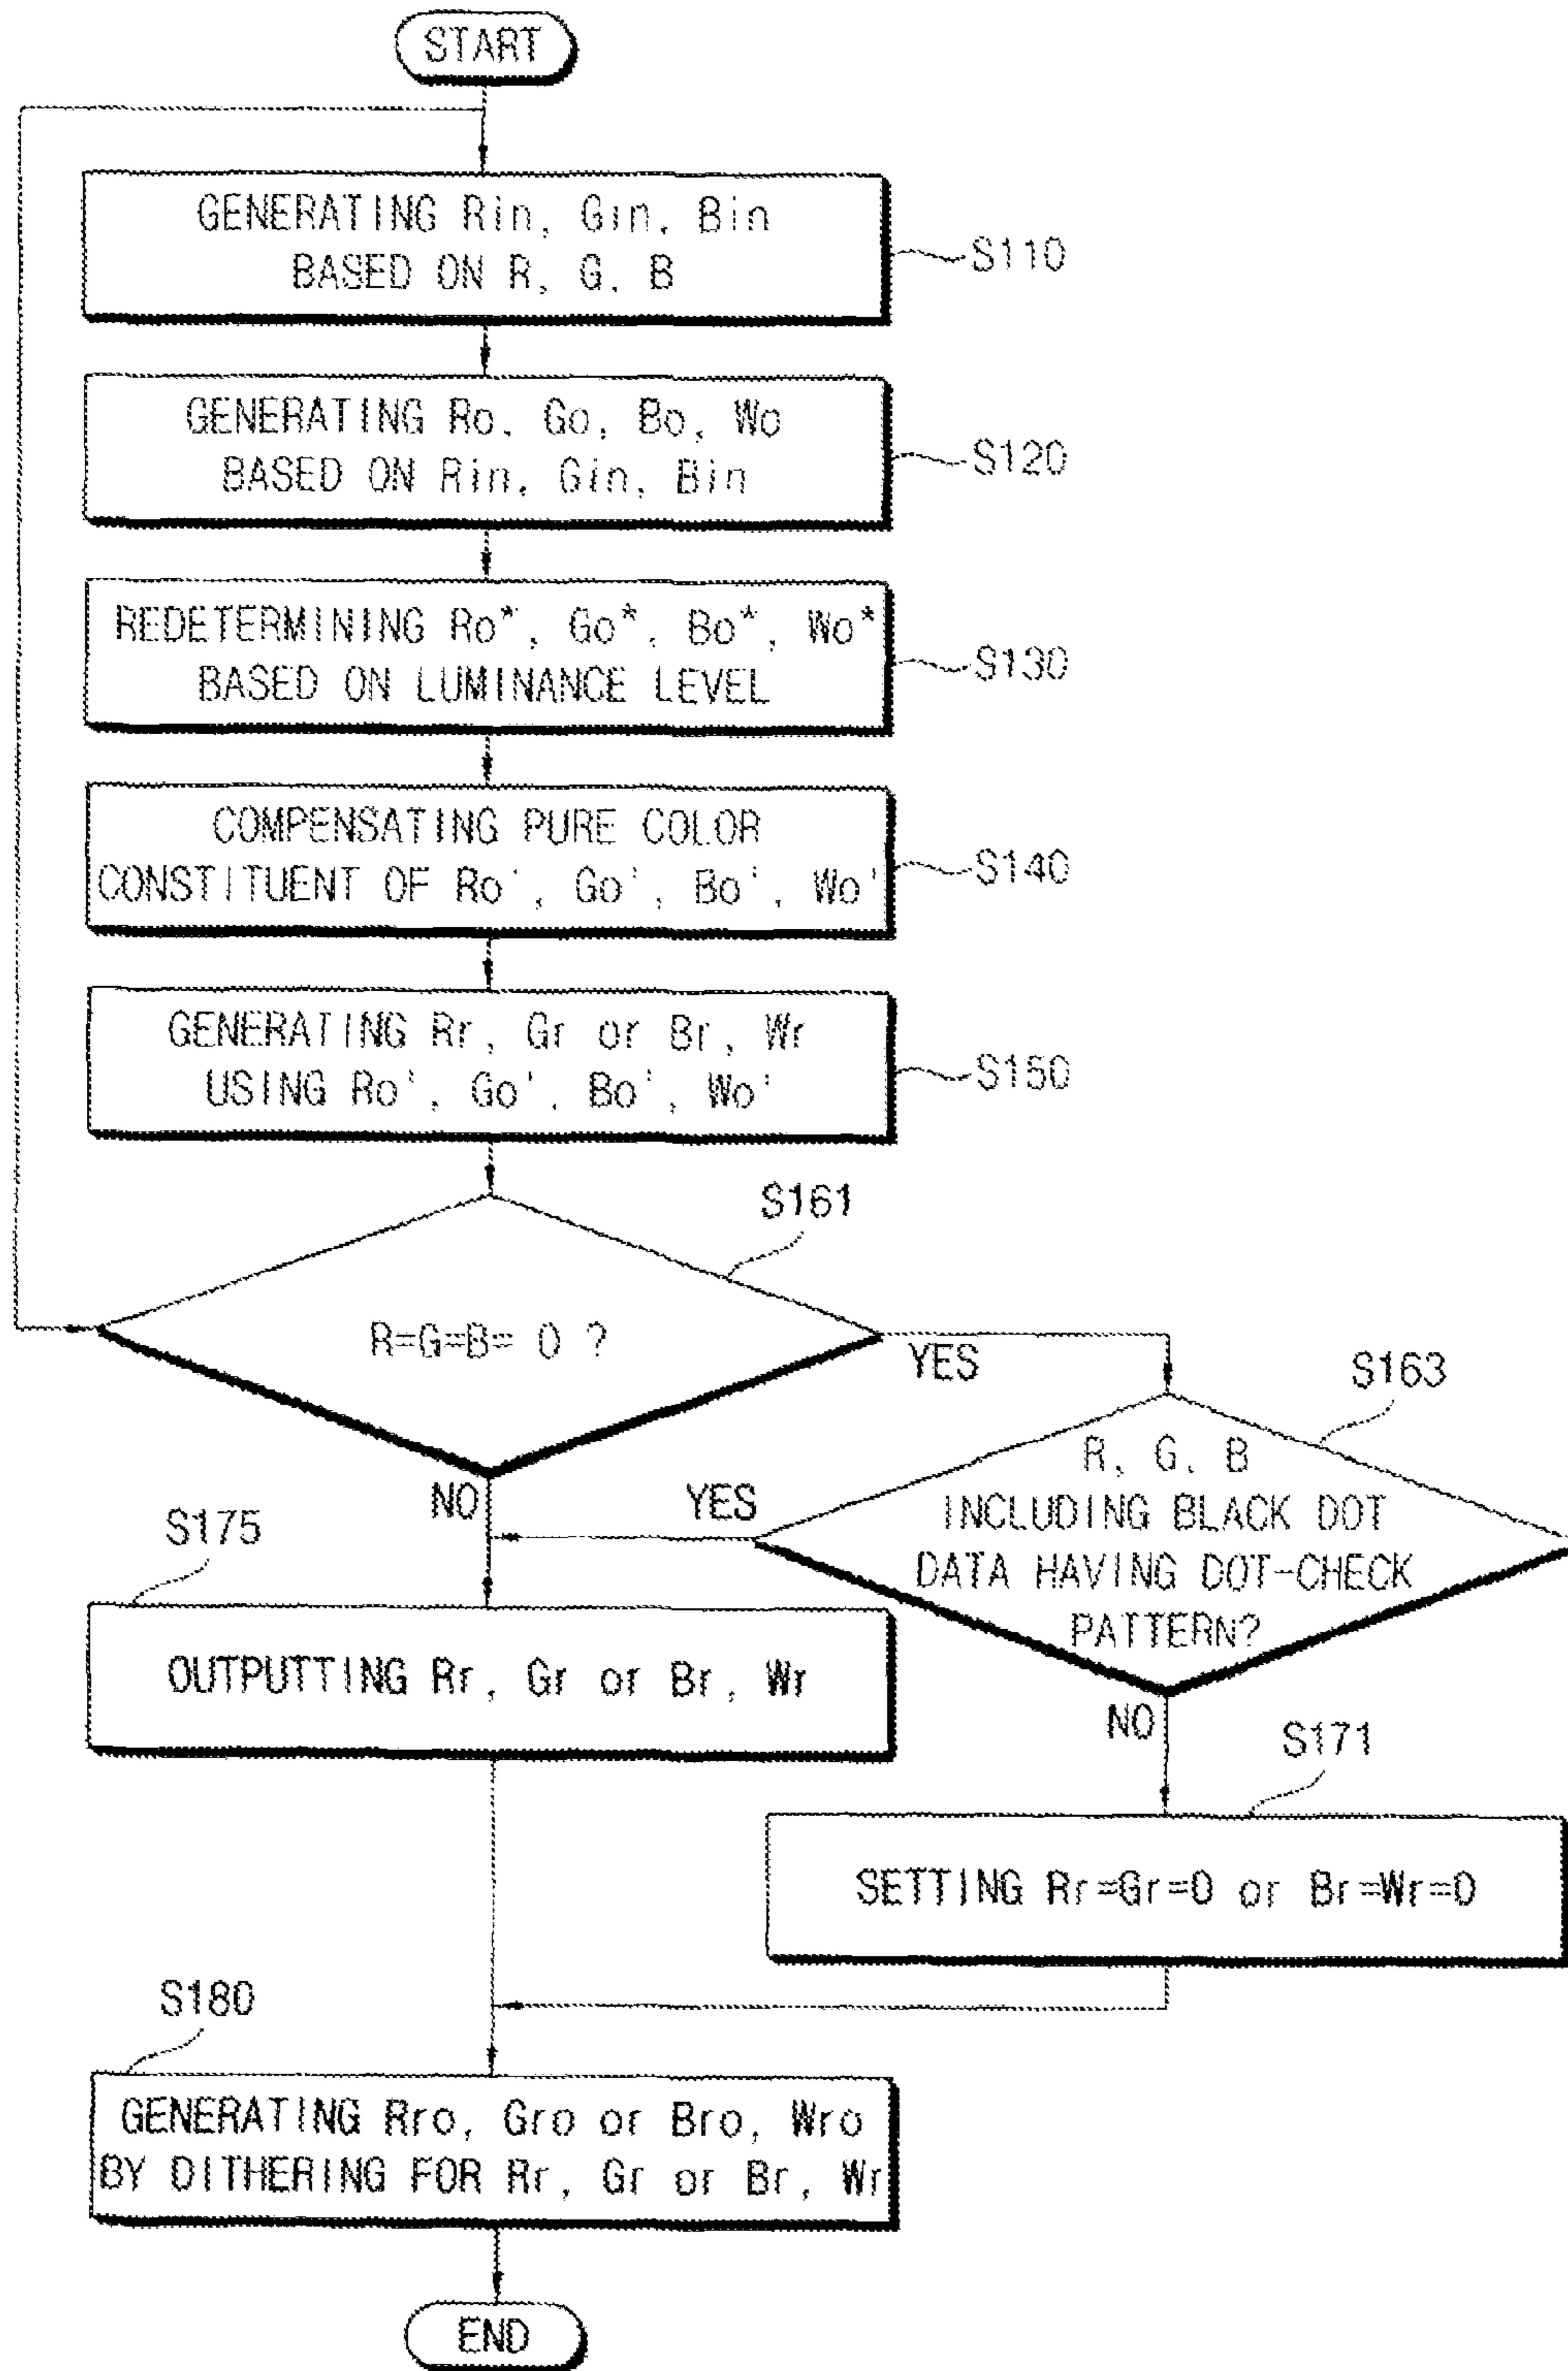 START
GENERATING Rin, Gin, Bin
BASED ON R, G, B
S110
GENERATING Ro, Go, Bo, Wo
BASED ON Rin, Gin, Bin
S120
REDETERMINING Ro*, Go*, Bo*, Wo*
BASED ON LUMINANCE LEVEL
S130
COMPENSATING PURE COLOR
CONSTITUENT OF Ro', Go', Bo', Wo'
S140
GENERATING Rr, Gr or Br, Wr
USING Ro', Go', Bo', Wo'
S150
S161
R=G=B= 0 ?
YES
NO
S163
R, G, B
INCLUDING BLACK DOT
DATA HAVING DOT-CHECK
PATTERN?
YES
NO
S175
OUTPUTTING Rr, Gr or Br, Wr
S171
SETTING Rr=Gr=0 or Br=Wr=0
S180
GENERATING Rro, Gro or Bro, Wro
BY DITHERING FOR Rr, Gr or Br, Wr
END